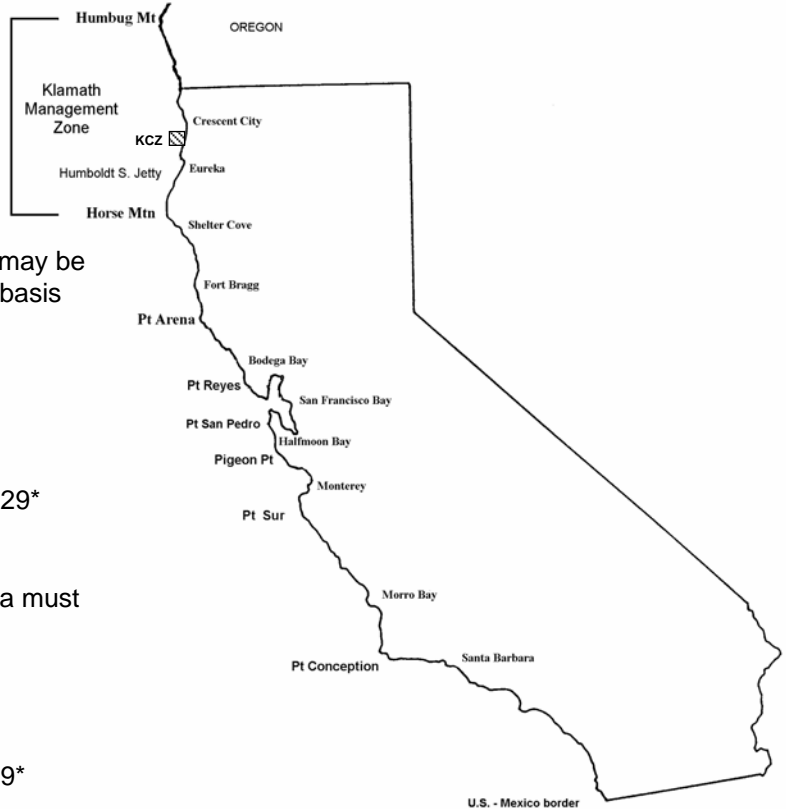 Humbug Mt
OREGON
Klamath
Management
Zone
Crescent City
KCZ
Humboldt S. Jetty
Eureka
Horse Mtn
Shelter Cove
may be
basis
Fort Bragg
Pt Arena
Bodega Bay
Pt Reyes
San Francisco Bay
Pt San Pedro
Halfmoon Bay
Pigeon Pt
Monterey
29*
Pt Sur
a must
Morro Bay
Pt Conception
Santa Barbara
9*
U.S. - Mexico border